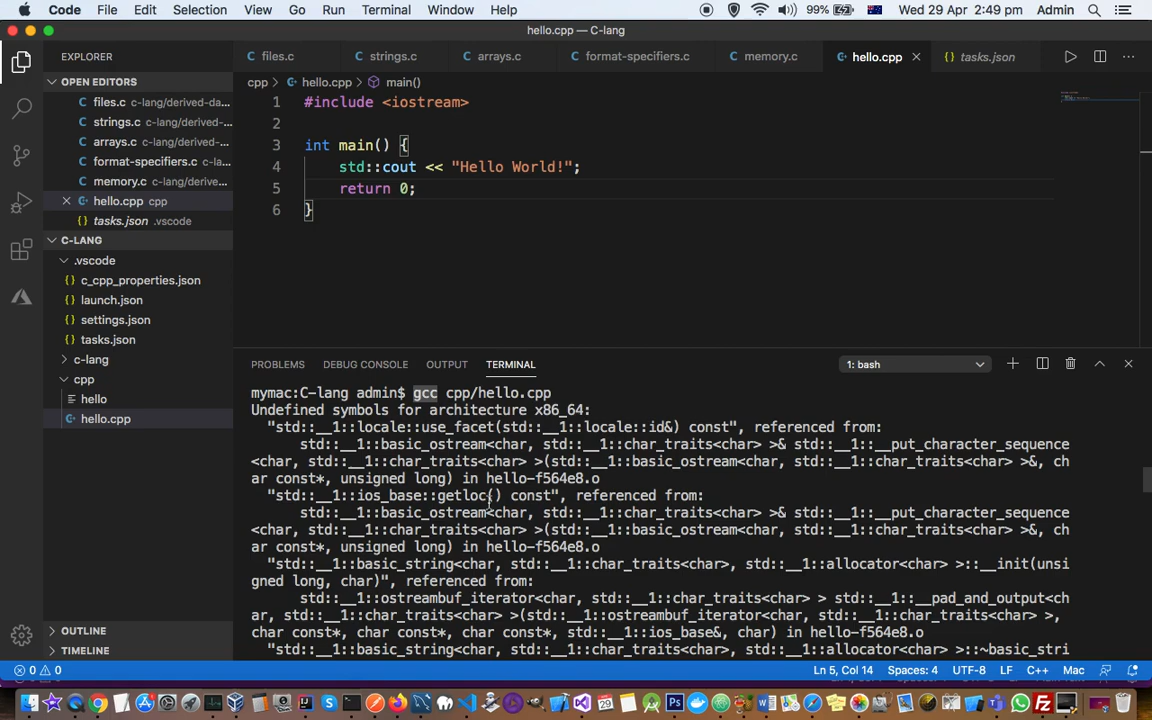 Code File Edit Selection View Go Run Terminal Window Help 99% Wed 29 Apr 2:49 pm Admin
hello.cpp — C-lang
EXPLORER
files.c strings.c arrays.c format-specifiers.c memory.c hello.cpp tasks.json
OPEN EDITORS
files.c c-lang/derived-da...
strings.c c-lang/derived-...
arrays.c c-lang/derived-...
format-specifiers.c c-la...
memory.c c-lang/derive...
hello.cpp cpp
tasks.json .vscode
C-LANG
.vscode
c_cpp_properties.json
launch.json
settings.json
tasks.json
c-lang
cpp
hello
hello.cpp
OUTLINE
TIMELINE
cpp > hello.cpp > main()
1 #include <iostream>
2
3 int main() {
4 std::cout << "Hello World!";
5 return 0;
6 }
PROBLEMS DEBUG CONSOLE OUTPUT TERMINAL 1: bash
mymac:C-lang admin$ gcc cpp/hello.cpp
Undefined symbols for architecture x86_64:
"std::__1::locale::use_facet(std::__1::locale::id&) const", referenced from:
std::__1::basic_ostream<char, std::__1::char_traits<char> >& std::__1::__put_character_sequence
<char, std::__1::char_traits<char> >(std::__1::basic_ostream<char, std::__1::char_traits<char> >&, ch
ar const*, unsigned long) in hello-f564e8.o
"std::__1::ios_base::getloc() const", referenced from:
std::__1::basic_ostream<char, std::__1::char_traits<char> >& std::__1::__put_character_sequence
<char, std::__1::char_traits<char> >(std::__1::basic_ostream<char, std::__1::char_traits<char> >&, ch
ar const*, unsigned long) in hello-f564e8.o
"std::__1::basic_string<char, std::__1::char_traits<char>, std::__1::allocator<char> >::__init(unsi
gned long, char)", referenced from:
std::__1::ostreambuf_iterator<char, std::__1::char_traits<char> > std::__1::__pad_and_output<ch
ar, std::__1::char_traits<char> >(std::__1::ostreambuf_iterator<char, std::__1::char_traits<char> >,
char const*, char const*, char const*, std::__1::ios_base&, char) in hello-f564e8.o
"std::__1::basic_string<char, std::__1::char_traits<char>, std::__1::allocator<char> >::~basic_stri
0 0 Ln 5, Col 14 Spaces: 4 UTF-8 LF C++ Mac